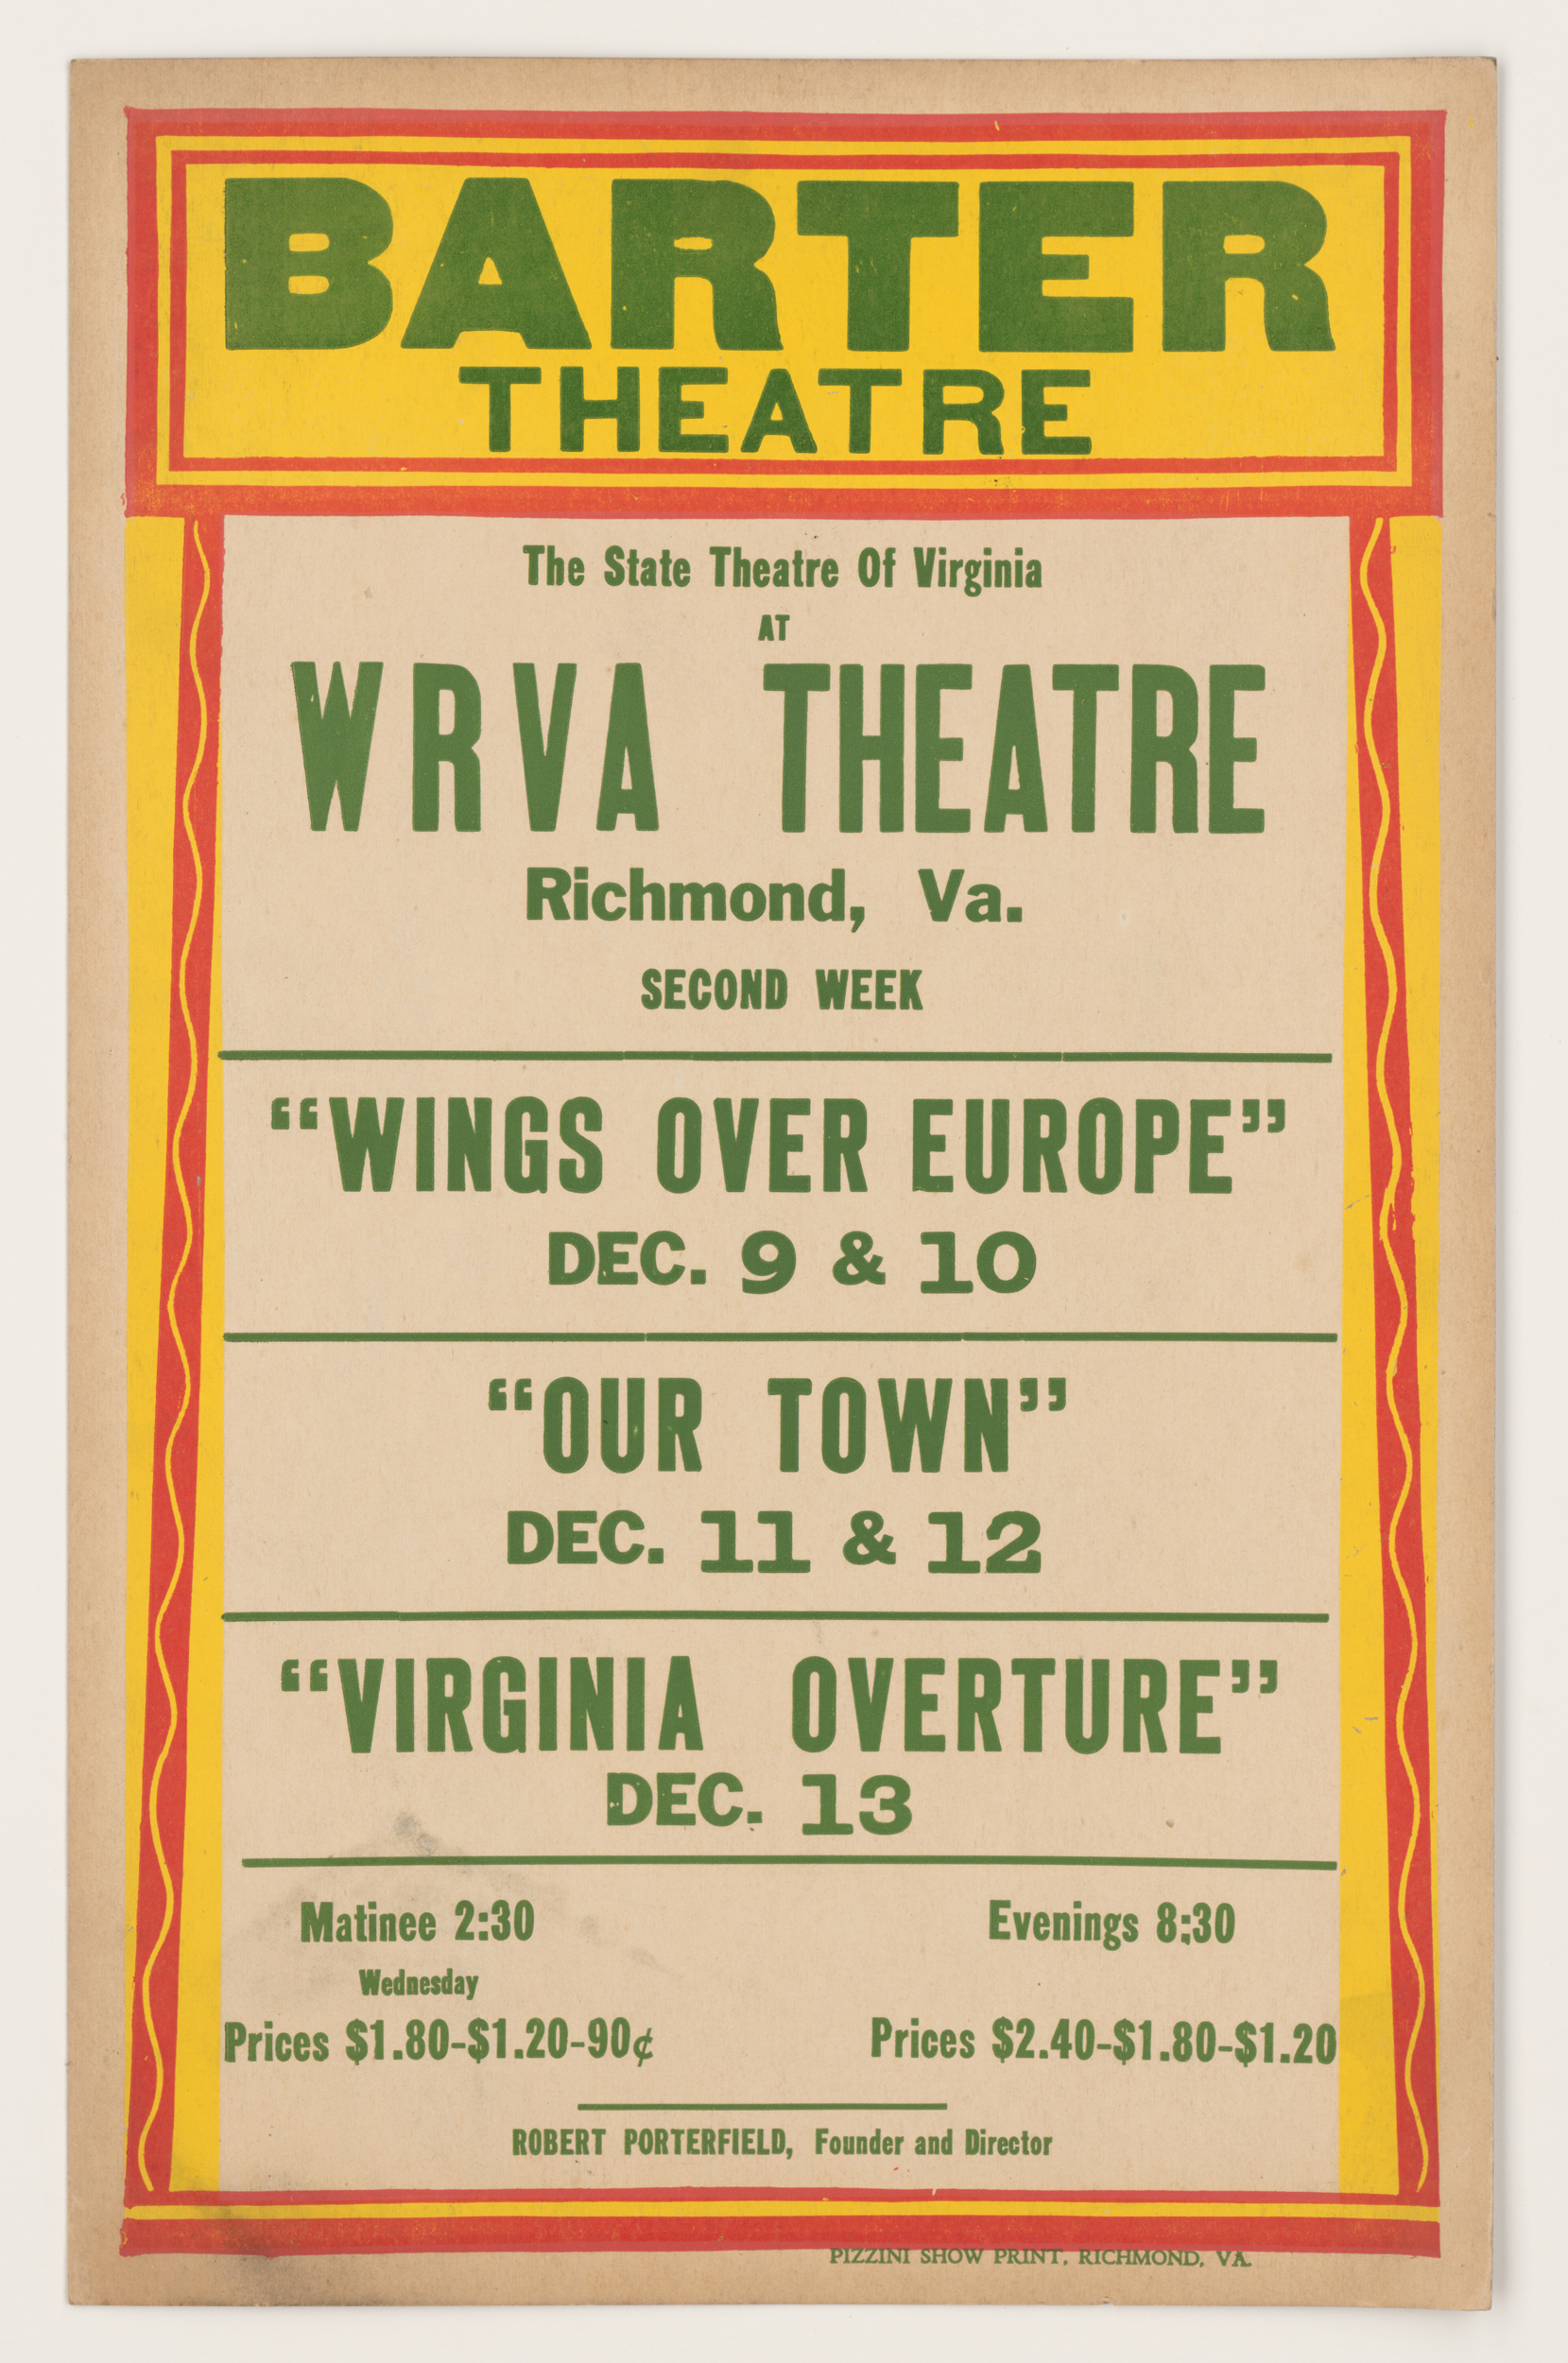 BARTER
THEATRE
The State Theatre Of Virginia
AT
WRVA THEATRE
Richmond, Va.
SECOND WEEK
“WINGS OVER EUROPE”
DEC. 9 & 10
“OUR TOWN”
DEC. 11 & 12
“VIRGINIA OVERTURE”
DEC. 13
Matinee 2:30
Wednesday
Prices $1.80-$1.20-90¢
Evenings 8:30
Prices $2.40-$1.80-$1.20
ROBERT PORTERFIELD, Founder and Director
PIZZINI SHOW PRINT, RICHMOND, VA.